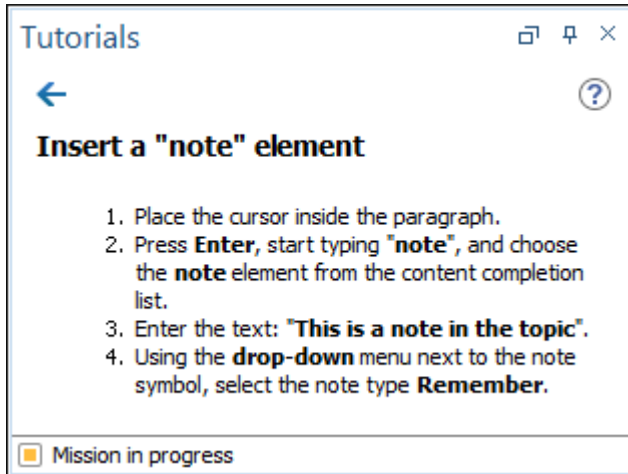 Tutorials
Insert a "note" element
1. Place the cursor inside the paragraph.
2. Press Enter, start typing "note", and choose
the note element from the content completion
list.
3. Enter the text: "This is a note in the topic".
4. Using the drop-down menu next to the note
symbol, select the note type Remember.
Mission in progress